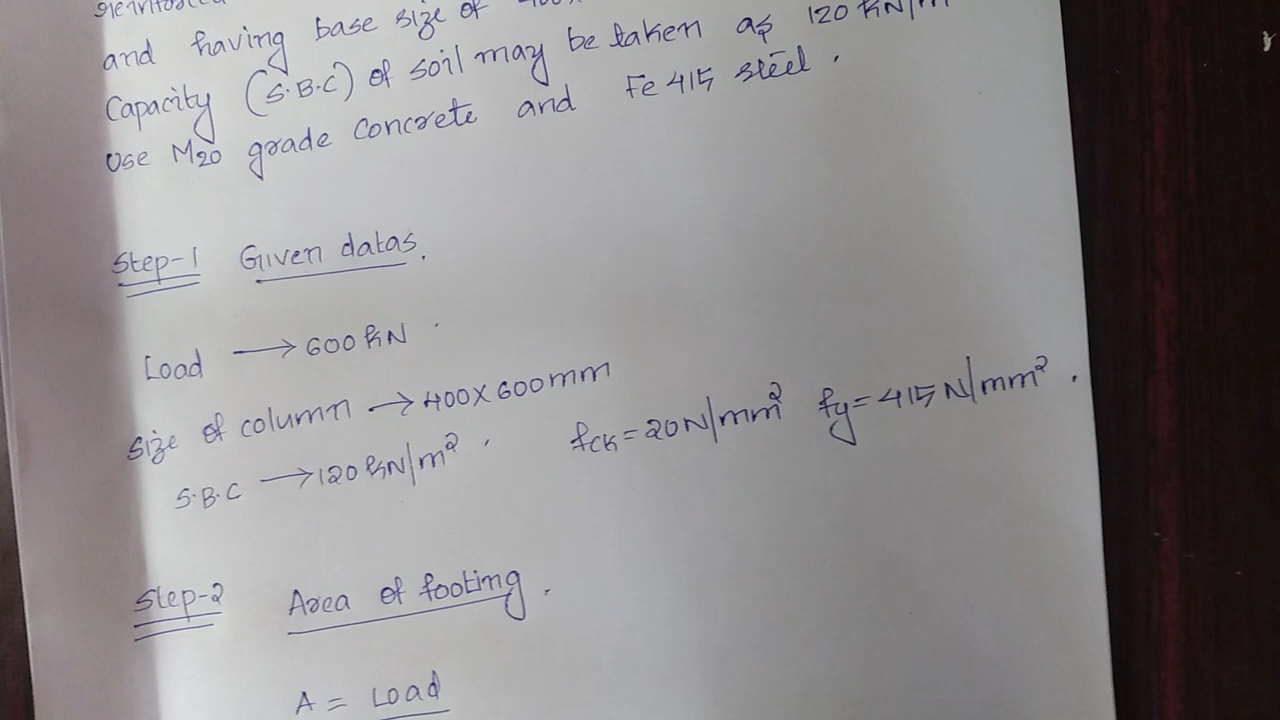 and having base size of
Capacity (S.B.C) of soil may be taken as 120 KN/m
Use M20 grade concrete and Fe 415 steel.
Step-1 Given datas.
Load → 600 KN
Size of column → 400 X 600mm
S.B.C → 120 KN/m² , fck = 20 N/mm² fy = 415 N/mm² .
Step-2 Area of footing .
A = Load